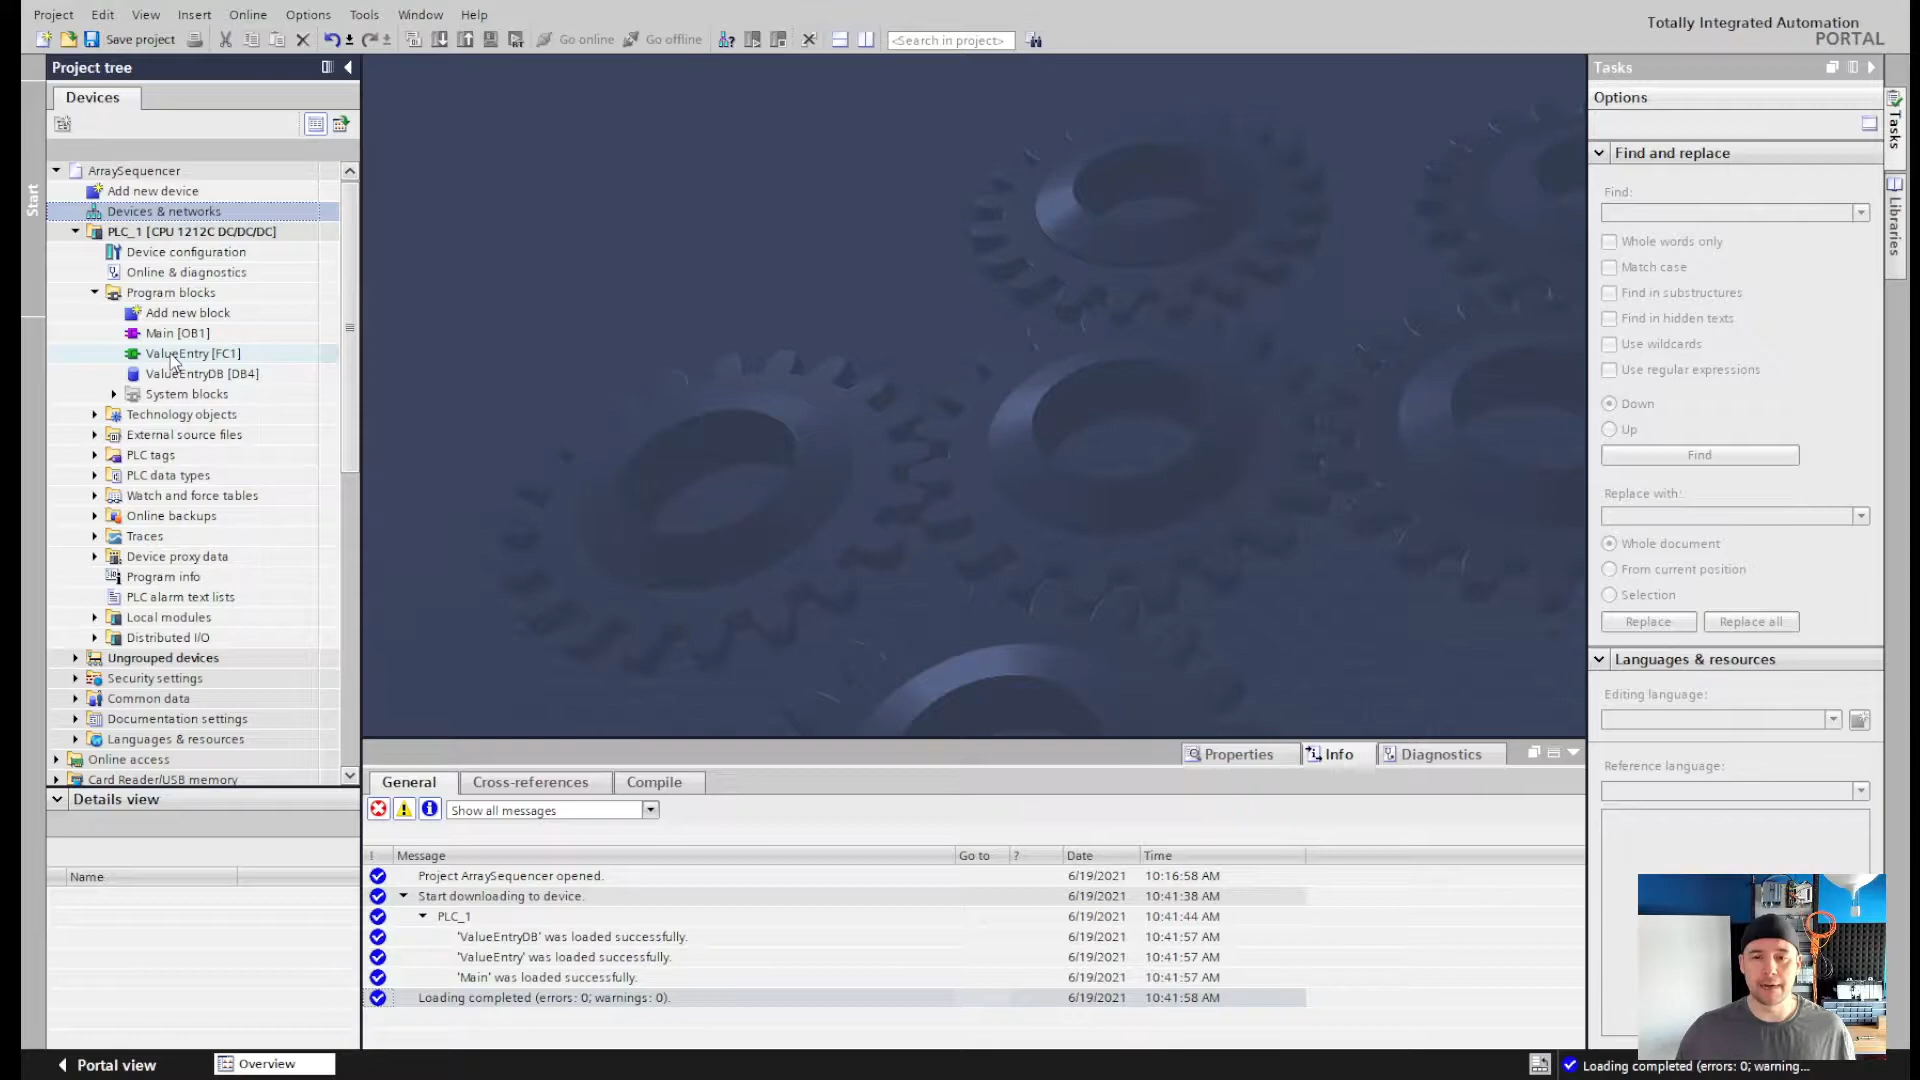 Project Edit View Insert Online Options Tools Window Help
Totally Integrated Automation
PORTAL
Save project Go online Go offline <Search in project>
Project tree
Devices
Start
ArraySequencer
Add new device
Devices & networks
PLC_1 [CPU 1212C DC/DC/DC]
Device configuration
Online & diagnostics
Program blocks
Add new block
Main [OB1]
ValueEntry [FC1]
ValueEntryDB [DB4]
System blocks
Technology objects
External source files
PLC tags
PLC data types
Watch and force tables
Online backups
Traces
Device proxy data
Program info
PLC alarm text lists
Local modules
Distributed I/O
Ungrouped devices
Security settings
Common data
Documentation settings
Languages & resources
Online access
Card Reader/USB memory
Details view
Name
Properties Info Diagnostics
General Cross-references Compile
Show all messages
! Message Go to ? Date Time
Project ArraySequencer opened. 6/19/2021 10:16:58 AM
Start downloading to device. 6/19/2021 10:41:38 AM
PLC_1 6/19/2021 10:41:44 AM
'ValueEntryDB' was loaded successfully. 6/19/2021 10:41:57 AM
'ValueEntry' was loaded successfully. 6/19/2021 10:41:57 AM
'Main' was loaded successfully. 6/19/2021 10:41:57 AM
Loading completed (errors: 0; warnings: 0). 6/19/2021 10:41:58 AM
Tasks
Options
Find and replace
Find:
Whole words only
Match case
Find in substructures
Find in hidden texts
Use wildcards
Use regular expressions
Down
Up
Find
Replace with:
Whole document
From current position
Selection
Replace Replace all
Languages & resources
Editing language:
Reference language:
Tasks
Libraries
Portal view Overview Loading completed (errors: 0; warning...